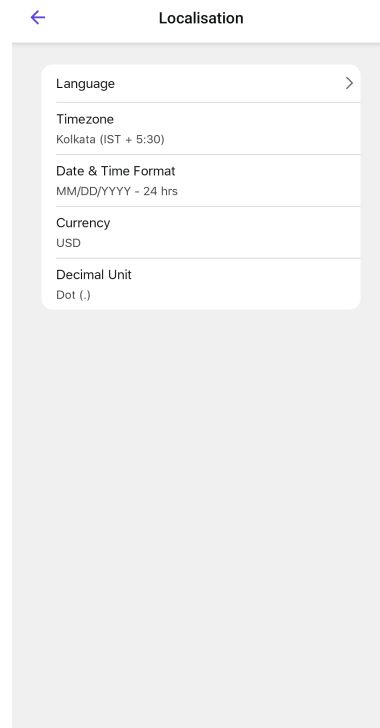 Localisation
Language
Timezone
Kolkata (IST + 5:30)
Date & Time Format
MM/DD/YYYY - 24 hrs
Currency
USD
Decimal Unit
Dot (.)